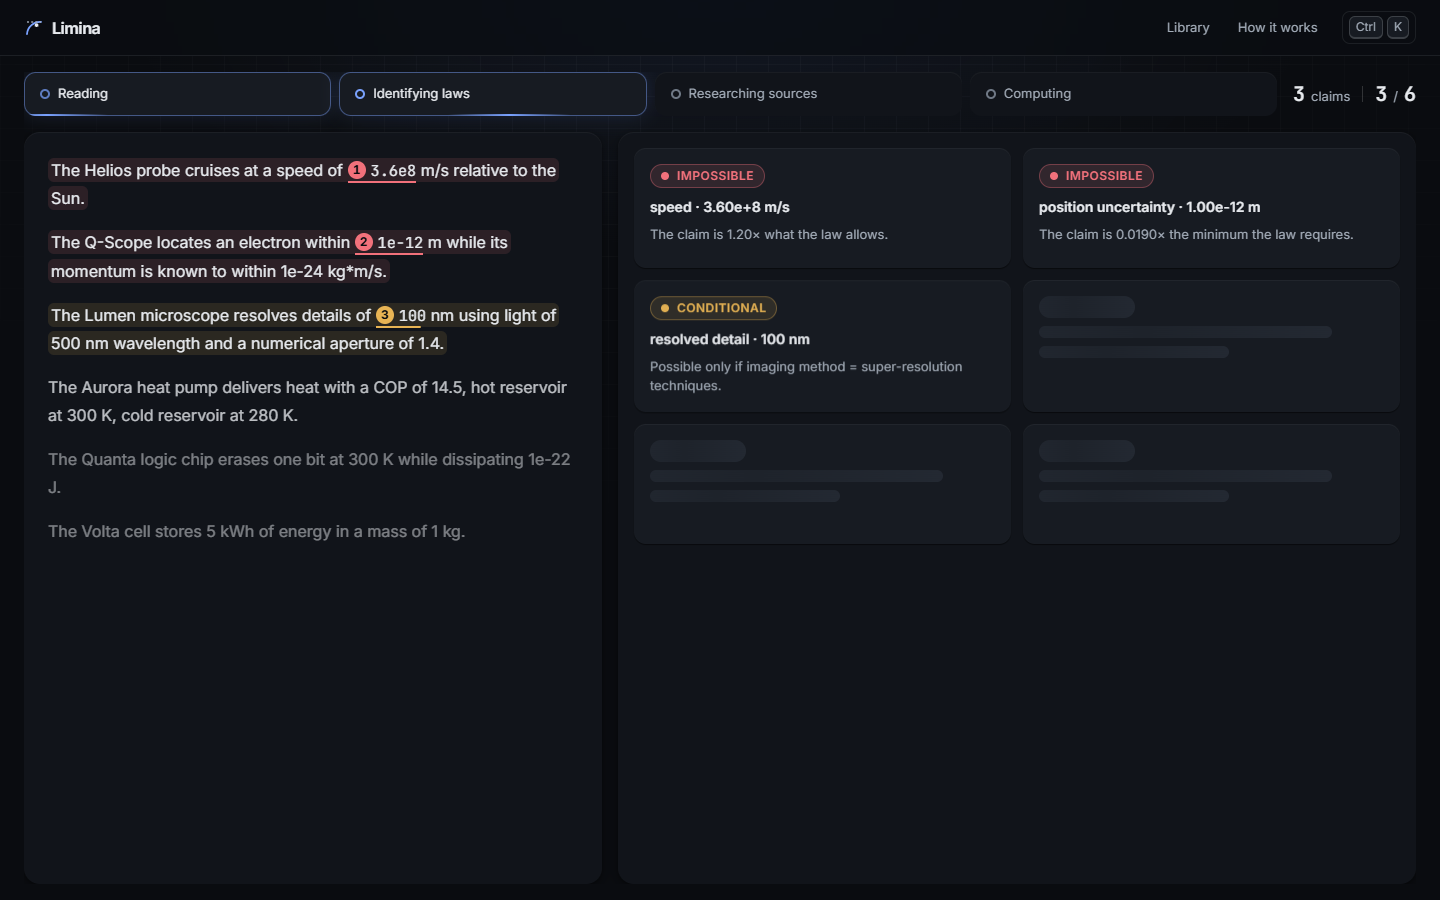 Limina
Library
How it works
Ctrl K
Reading
Identifying laws
Researching sources
Computing
3 claims
3 / 6
The Helios probe cruises at a speed of 1 3.6e8 m/s relative to the
Sun.
The Q-Scope locates an electron within 2 1e-12 m while its
momentum is known to within 1e-24 kg*m/s.
The Lumen microscope resolves details of 3 100 nm using light of
500 nm wavelength and a numerical aperture of 1.4.
The Aurora heat pump delivers heat with a COP of 14.5, hot reservoir
at 300 K, cold reservoir at 280 K.
The Quanta logic chip erases one bit at 300 K while dissipating 1e-22
J.
The Volta cell stores 5 kWh of energy in a mass of 1 kg.
IMPOSSIBLE
speed · 3.60e+8 m/s
The claim is 1.20× what the law allows.
IMPOSSIBLE
position uncertainty · 1.00e-12 m
The claim is 0.0190× the minimum the law requires.
CONDITIONAL
resolved detail · 100 nm
Possible only if imaging method = super-resolution
techniques.